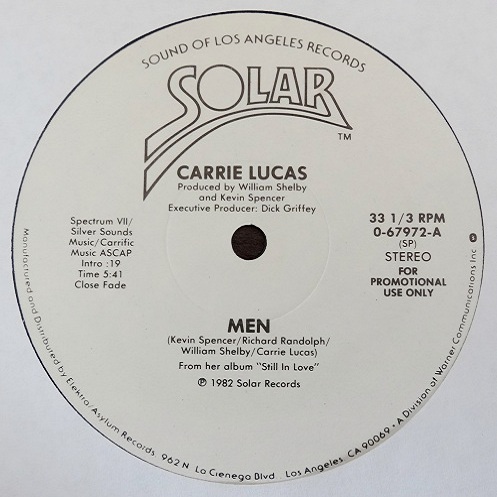 SOUND OF LOS ANGELES RECORDS
SOLAR
TM
CARRIE LUCAS
Produced by William Shelby
and Kevin Spencer
Executive Producer: Dick Griffey
Spectrum VII/
Silver Sounds
Music/Carrific
Music ASCAP
Intro :19
Time 5:41
Close Fade
33 1/3 RPM
0-67972-A
(SP)
STEREO
FOR
PROMOTIONAL
USE ONLY
MEN
(Kevin Spencer/Richard Randolph/
William Shelby/Carrie Lucas)
From her album "Still In Love"
℗ 1982 Solar Records
Manufactured and Distributed by Elektra/Asylum Records 962 N. La Cienega Blvd. Los Angeles, CA 90069 - A Division of Warner Communications Inc.